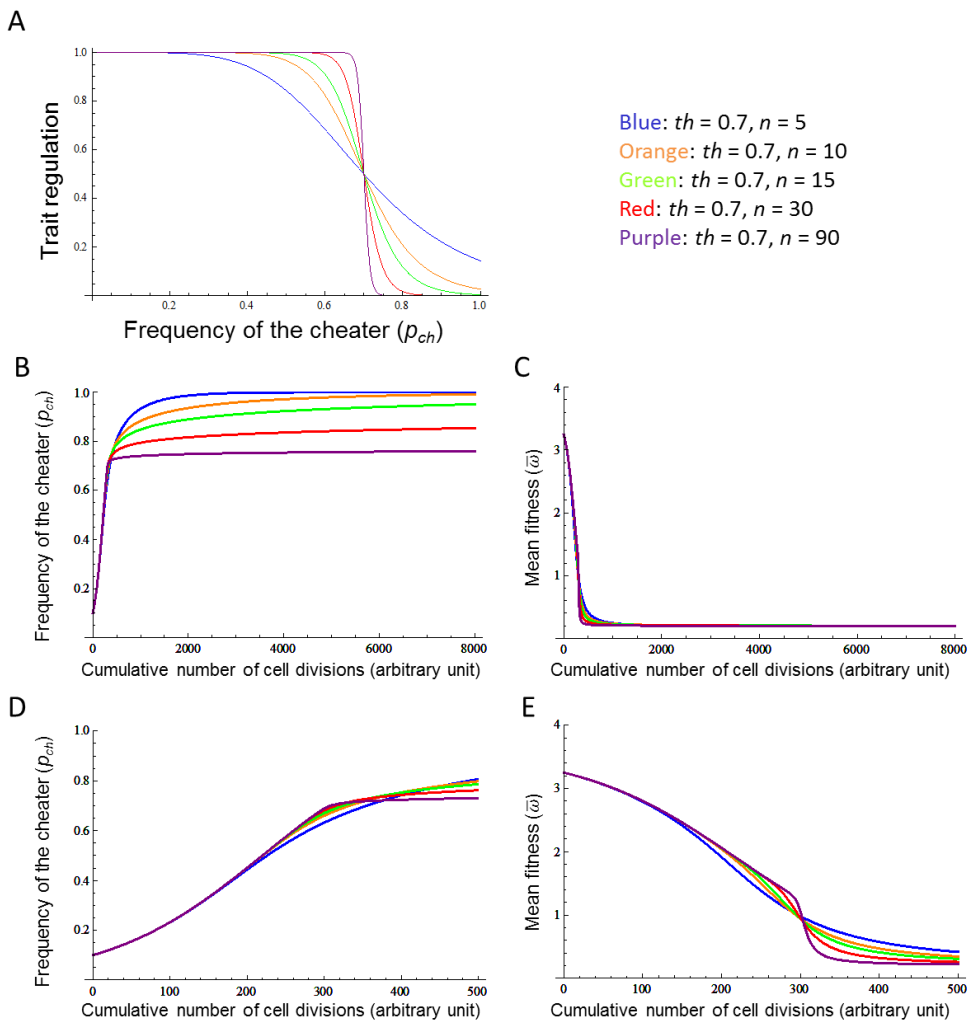 A
Trait regulation
1.0
0.8
0.6
0.4
0.2
0.2
0.4
0.6
0.8
1.0
Frequency of the cheater (pch)
Blue: th = 0.7, n = 5
Orange: th = 0.7, n = 10
Green: th = 0.7, n = 15
Red: th = 0.7, n = 30
Purple: th = 0.7, n = 90
B
Frequency of the cheater (pch)
1.0
0.8
0.6
0.4
0.2
0
2000
4000
6000
8000
Cumulative number of cell divisions (arbitrary unit)
C
Mean fitness (ω̅)
4
3
2
1
0
2000
4000
6000
8000
Cumulative number of cell divisions (arbitrary unit)
D
Frequency of the cheater (pch)
1.0
0.8
0.6
0.4
0.2
0
100
200
300
400
500
Cumulative number of cell divisions (arbitrary unit)
E
Mean fitness (ω̅)
4
3
2
1
0
100
200
300
400
500
Cumulative number of cell divisions (arbitrary unit)